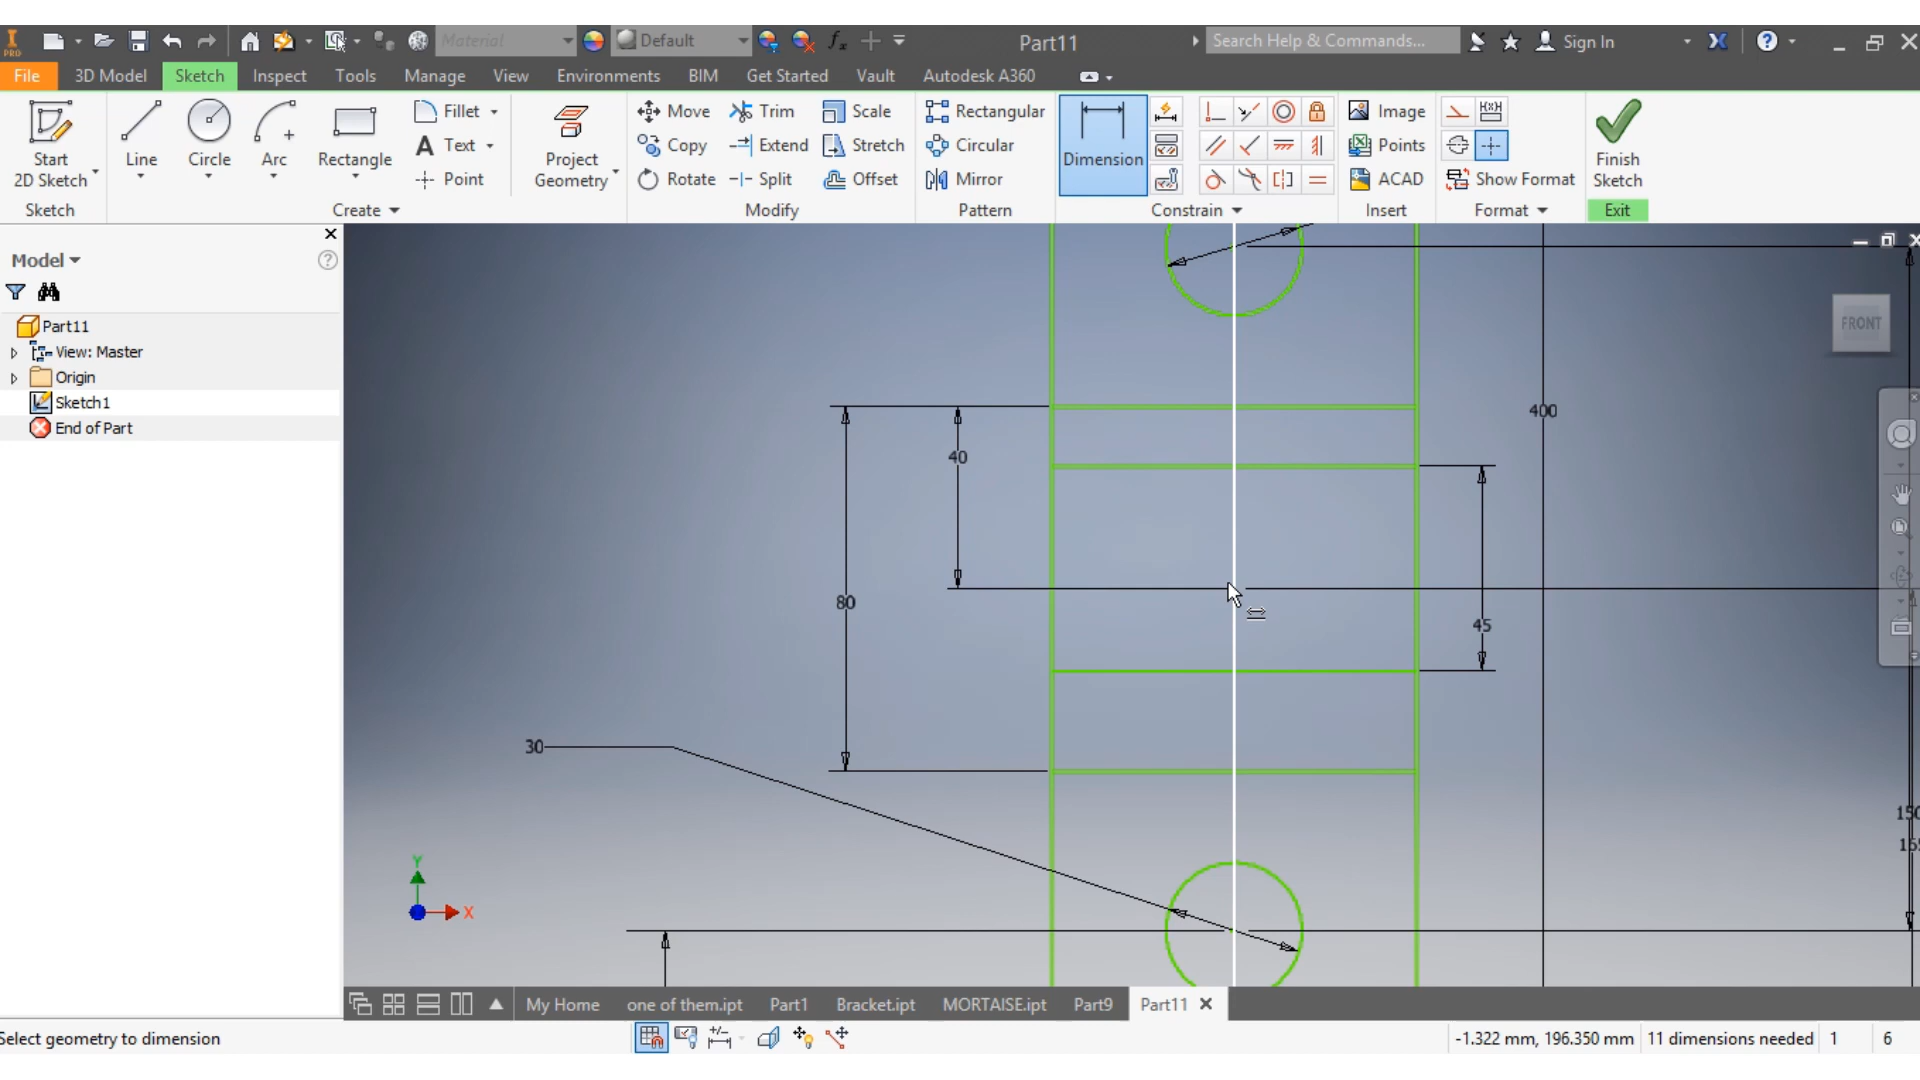 PRO
Material
Default
Part11
Search Help & Commands...
Sign In
File
3D Model
Sketch
Inspect
Tools
Manage
View
Environments
BIM
Get Started
Vault
Autodesk A360
Start
2D Sketch
Line
Circle
Arc
Rectangle
Fillet
Text
Point
Project
Geometry
Move
Copy
Rotate
Trim
Extend
Split
Scale
Stretch
Offset
Rectangular
Circular
Mirror
Dimension
Image
Points
ACAD
Show Format
Finish
Sketch
Sketch
Create
Modify
Pattern
Constrain
Insert
Format
Exit
Model
Part11
View: Master
Origin
Sketch1
End of Part
FRONT
400
40
80
45
30
150
Y
X
My Home
one of them.ipt
Part1
Bracket.ipt
MORTAISE.ipt
Part9
Part11
Select geometry to dimension
-1.322 mm, 196.350 mm
11 dimensions needed
1
6